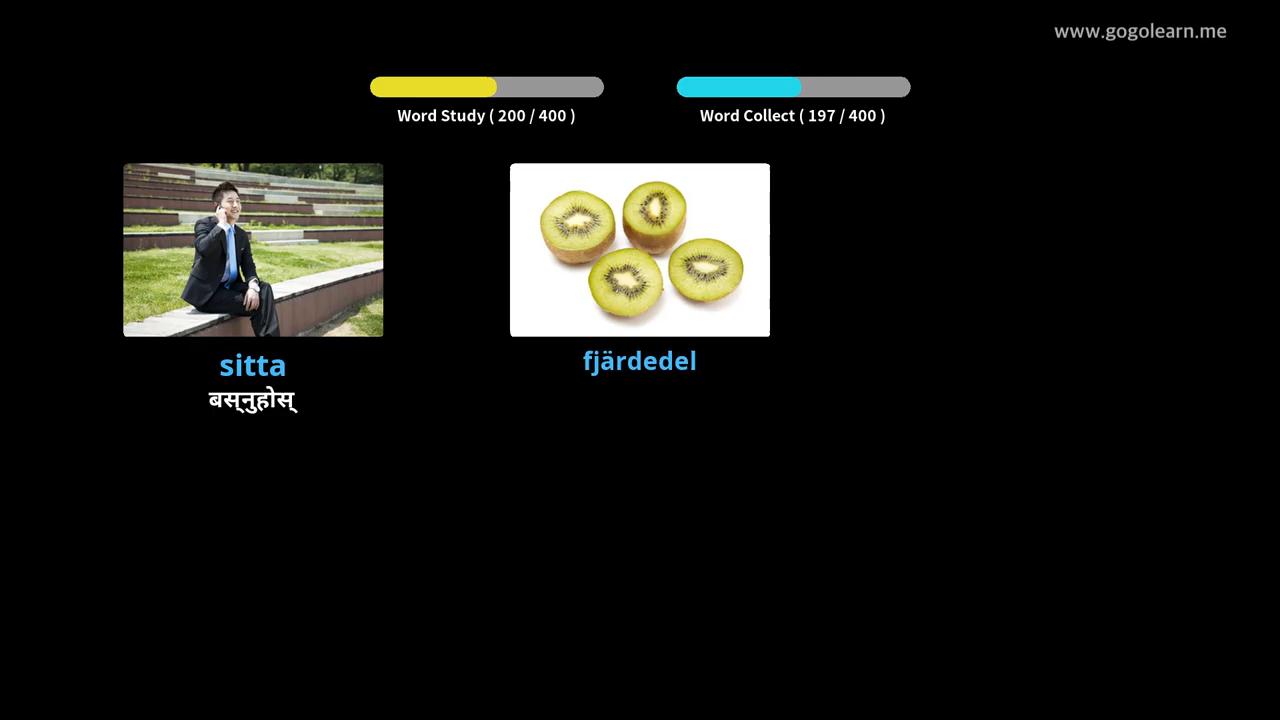 www.gogolearn.me
Word Study ( 200 / 400 )
Word Collect ( 197 / 400 )
sitta
बस्नुहोस्
fjärdedel